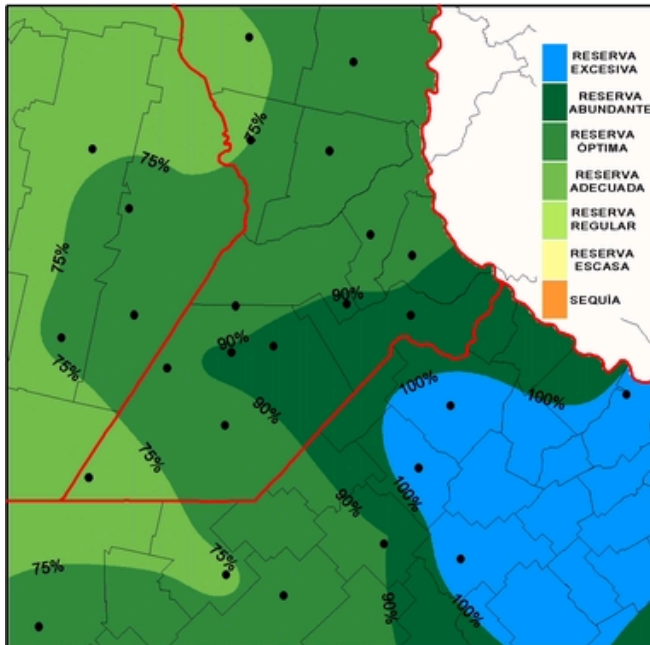 RESERVA
EXCESIVA
RESERVA
ABUNDANTE
RESERVA
ÓPTIMA
RESERVA
ADECUADA
RESERVA
REGULAR
RESERVA
ESCASA
SEQUÌA
75%
75%
75%
90%
90%
75%
100%
100%
90%
75%
100%
90%
75%
75%
90%
100%